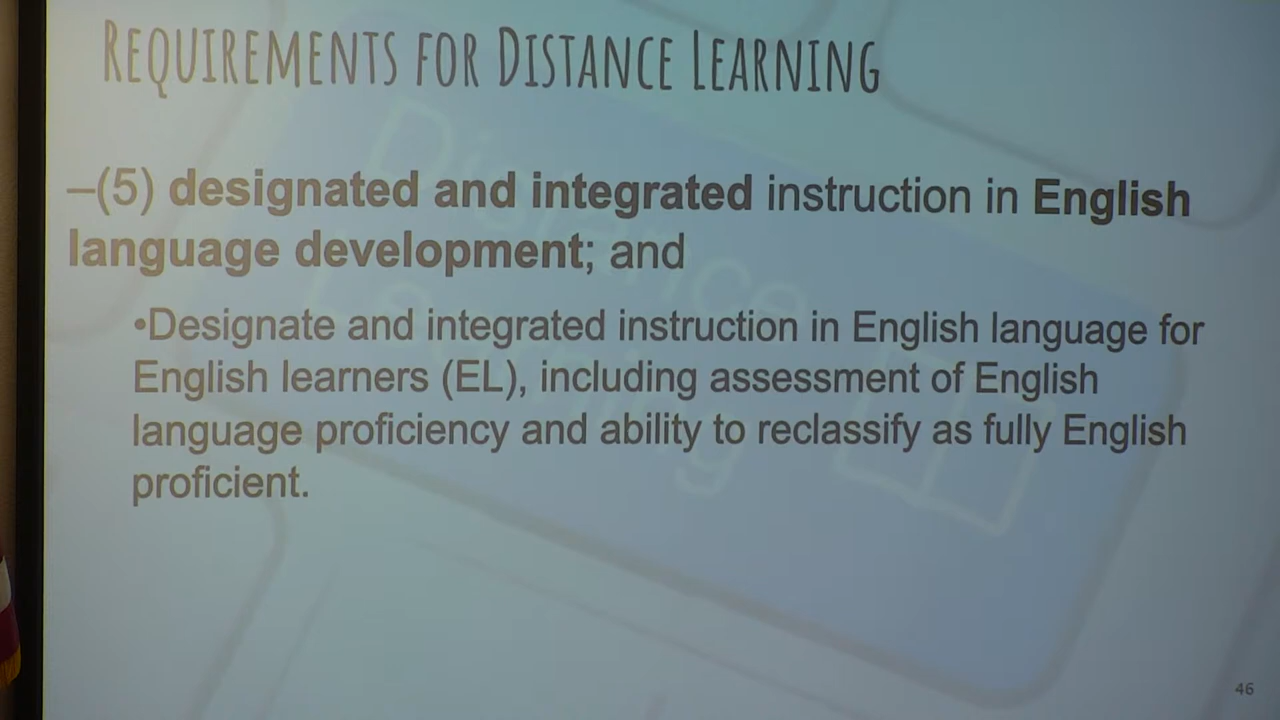 REQUIREMENTS FOR DISTANCE LEARNING
–(5) designated and integrated instruction in English
language development; and
•Designate and integrated instruction in English language for
English learners (EL), including assessment of English
language proficiency and ability to reclassify as fully English
proficient.
Distance
Learning
46